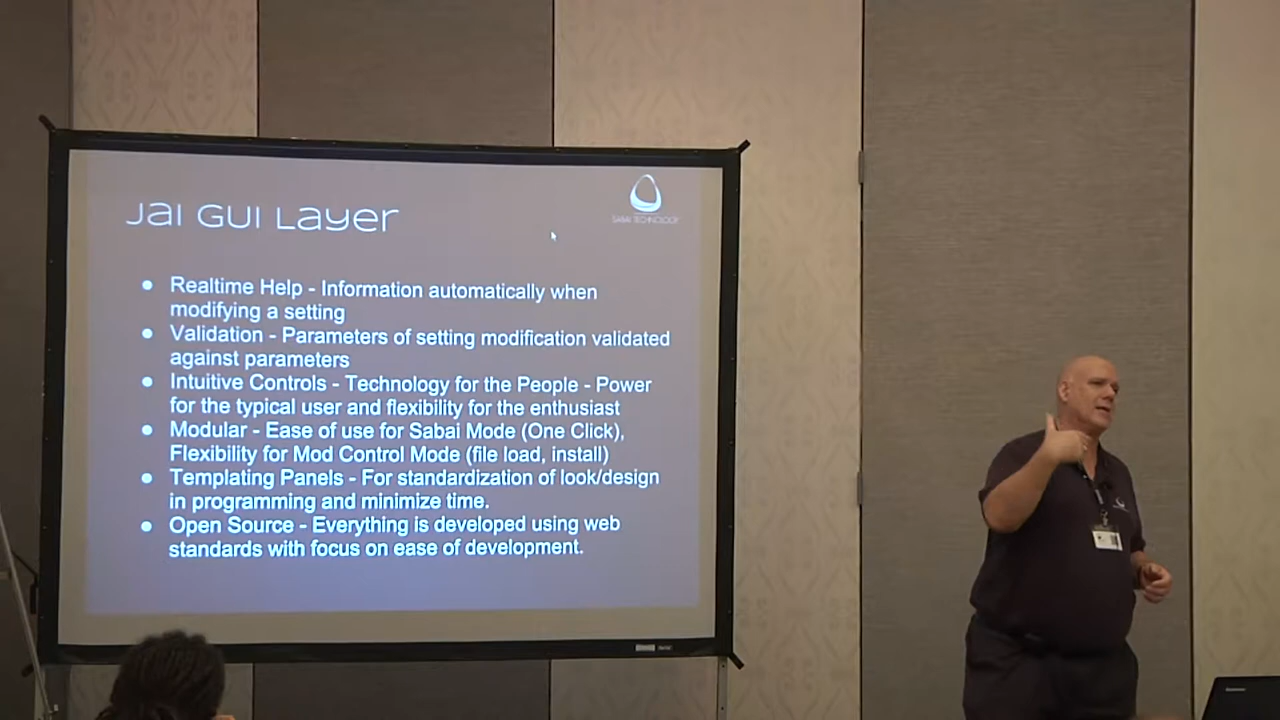 Jai GUI Layer
SABAI TECHNOLOGY
Realtime Help - Information automatically when
modifying a setting
Validation - Parameters of setting modification validated
against parameters
Intuitive Controls - Technology for the People - Power
for the typical user and flexibility for the enthusiast
Modular - Ease of use for Sabai Mode (One Click),
Flexibility for Mod Control Mode (file load, install)
Templating Panels - For standardization of look/design
in programming and minimize time.
Open Source - Everything is developed using web
standards with focus on ease of development.